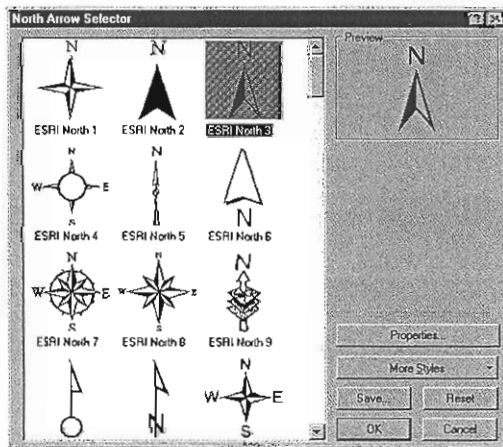 North Arrow Selector
Preview
N
N
N
N
ESRI North 1
ESRI North 2
ESRI North 3
N
W
E
S
N
N
ESRI North 4
ESRI North 5
ESRI North 6
N
W
E
S
N
W
E
S
N
ESRI North 7
ESRI North 8
ESRI North 9
N
N
W
E
S
Properties...
More Styles
Save...
Reset
OK
Cancel